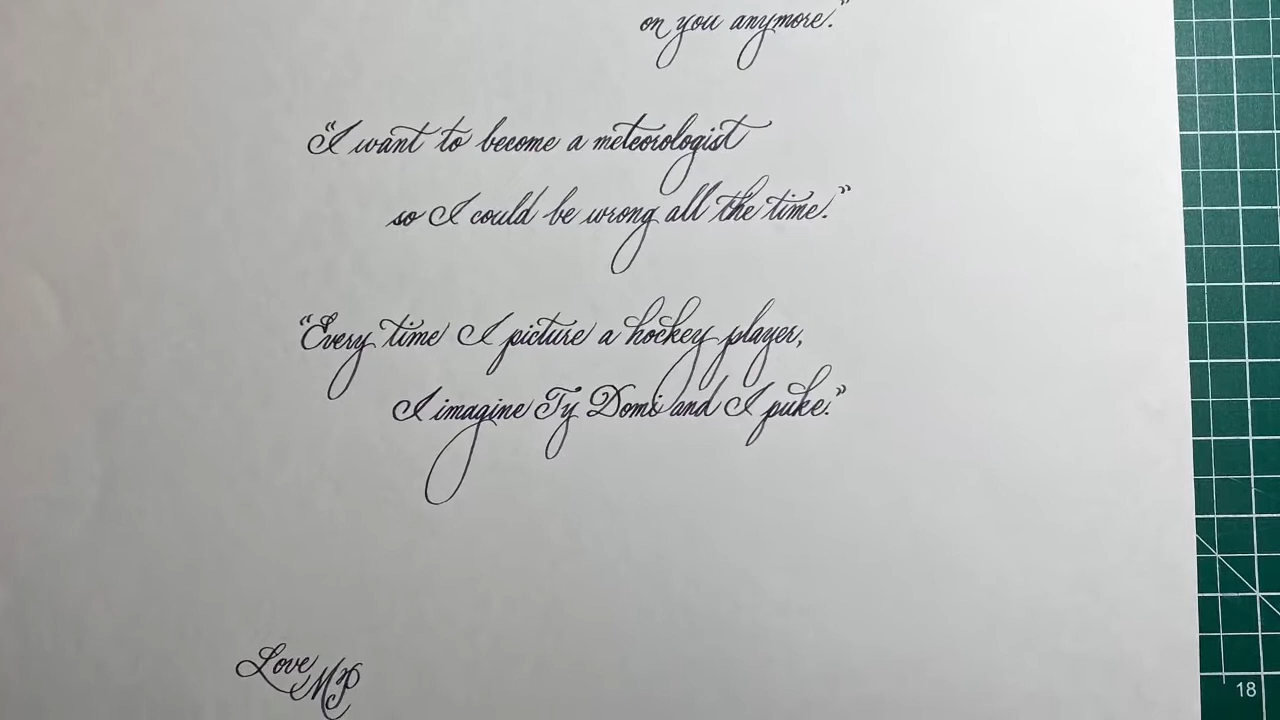 on you anymore."
"I want to become a meteorologist
so I could be wrong all the time."
"Every time I picture a hockey player,
I imagine Ty Domi and I puke."
Love
MP
18